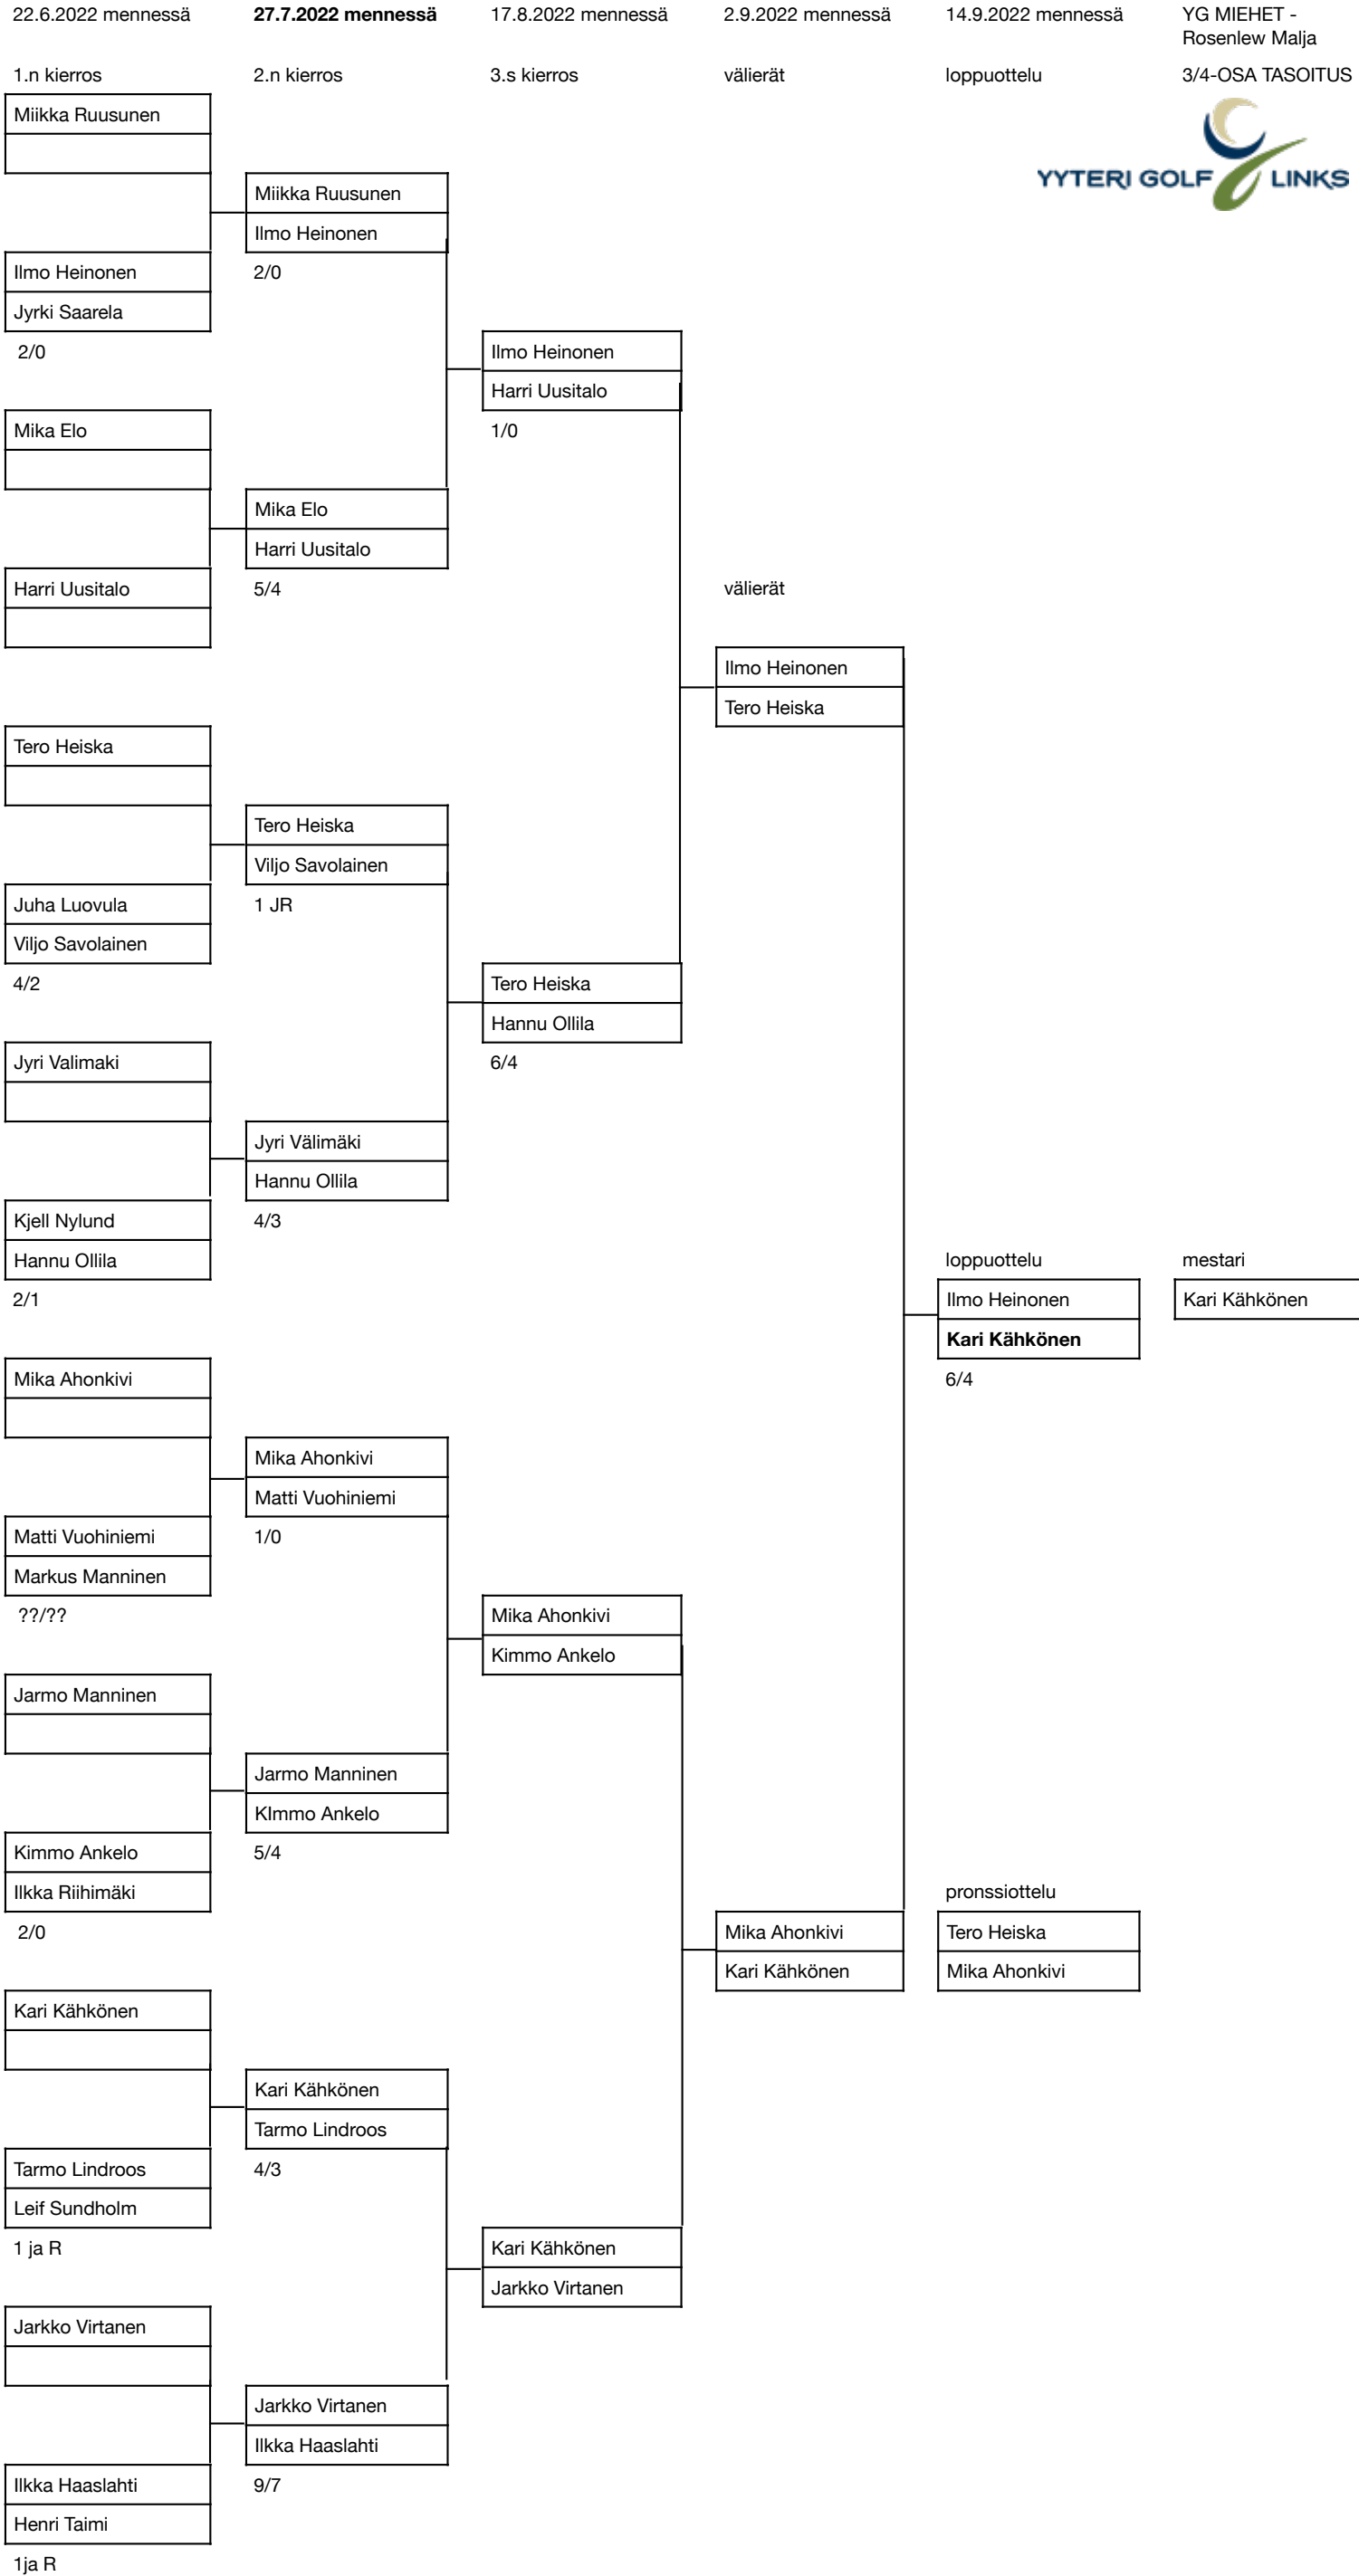 22.6.2022 mennessä
27.7.2022 mennessä
17.8.2022 mennessä
2.9.2022 mennessä
14.9.2022 mennessä
YG MIEHET -
Rosenlew Malja
1.n kierros
2.n kierros
3.s kierros
välierät
loppuottelu
3/4-OSA TASOITUS
YYTERI GOLF LINKS
Miikka Ruusunen
Ilmo Heinonen
Jyrki Saarela
2/0
Mika Elo
Harri Uusitalo
Tero Heiska
Juha Luovula
Viljo Savolainen
4/2
Jyri Valimaki
Kjell Nylund
Hannu Ollila
2/1
Mika Ahonkivi
Matti Vuohiniemi
Markus Manninen
??/??
Jarmo Manninen
Kimmo Ankelo
Ilkka Riihimäki
2/0
Kari Kähkönen
Tarmo Lindroos
Leif Sundholm
1 ja R
Jarkko Virtanen
Ilkka Haaslahti
Henri Taimi
1ja R
Miikka Ruusunen
Ilmo Heinonen
2/0
Mika Elo
Harri Uusitalo
5/4
Tero Heiska
Viljo Savolainen
1 JR
Jyri Välimäki
Hannu Ollila
4/3
Mika Ahonkivi
Matti Vuohiniemi
1/0
Jarmo Manninen
KImmo Ankelo
5/4
Kari Kähkönen
Tarmo Lindroos
4/3
Jarkko Virtanen
Ilkka Haaslahti
9/7
Ilmo Heinonen
Harri Uusitalo
1/0
Tero Heiska
Hannu Ollila
6/4
Mika Ahonkivi
Kimmo Ankelo
Kari Kähkönen
Jarkko Virtanen
välierät
Ilmo Heinonen
Tero Heiska
Mika Ahonkivi
Kari Kähkönen
loppuottelu
Ilmo Heinonen
Kari Kähkönen
6/4
pronssiottelu
Tero Heiska
Mika Ahonkivi
mestari
Kari Kähkönen